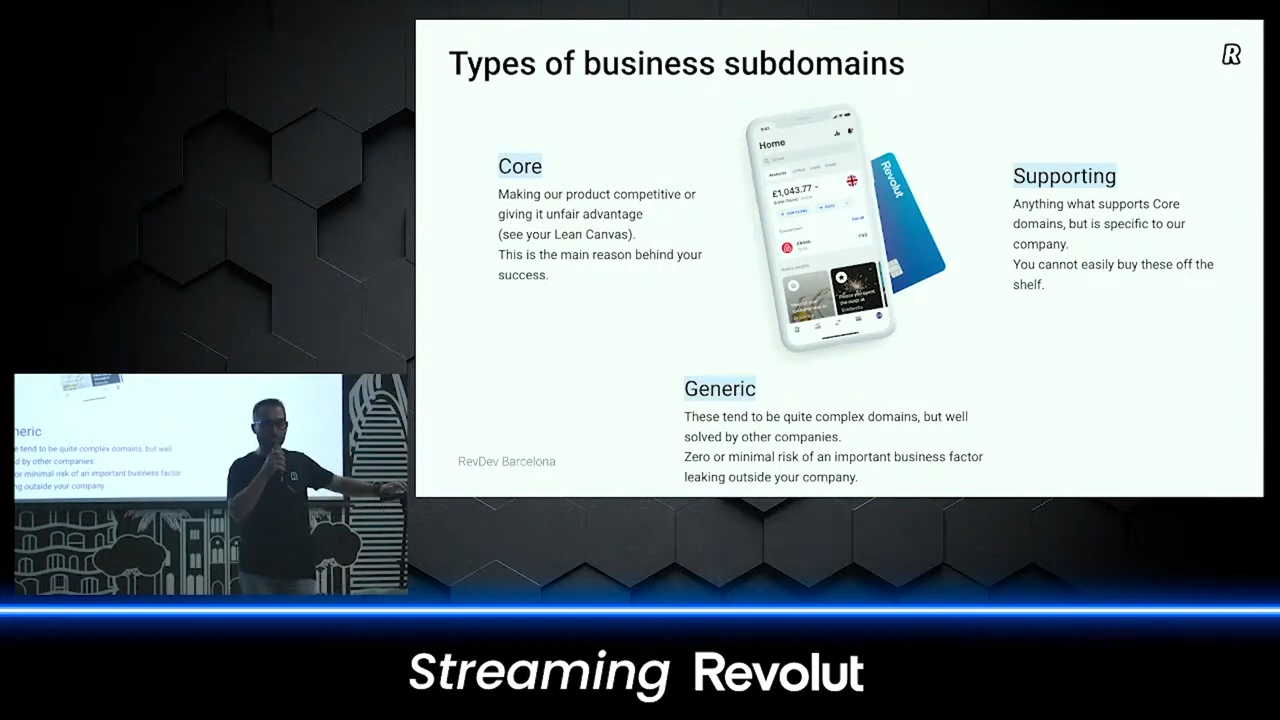 Types of business subdomains
R
Core
Making our product competitive or
giving it unfair advantage
(see your Lean Canvas).
This is the main reason behind your
success.
Home
Accounts
£1,043.77
Revolut
Supporting
Anything what supports Core
domains, but is specific to our
company.
You cannot easily buy these off the
shelf.
Generic
These tend to be quite complex domains, but well
solved by other companies.
Zero or minimal risk of an important business factor
leaking outside your company.
RevDev Barcelona
neric
e tend to be quite complex domains, but well
d by other companies.
or minimal risk of an important business factor
ng outside your company.
Streaming Revolut